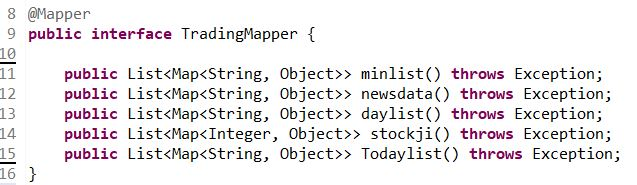 8 @Mapper
9 public interface TradingMapper {
10
11 public List<Map<String, Object>> minlist() throws Exception;
12 public List<Map<String, Object>> newsdata() throws Exception;
13 public List<Map<String, Object>> daylist() throws Exception;
14 public List<Map<Integer, Object>> stockji() throws Exception;
15 public List<Map<String, Object>> Todaylist() throws Exception;
16 }